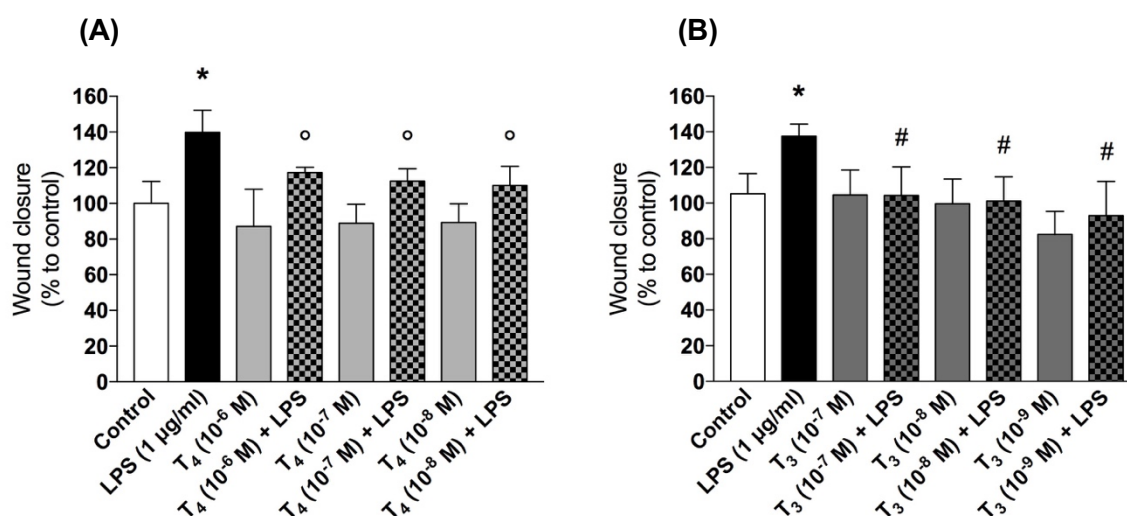 (A)
Wound closure
(% to control)
160
140
120
100
80
60
40
20
0
*
°
°
°
Control
LPS (1 µg/ml)
T₄ (10⁻⁶ M)
T₄ (10⁻⁶ M) + LPS
T₄ (10⁻⁷ M)
T₄ (10⁻⁷ M) + LPS
T₄ (10⁻⁸ M)
T₄ (10⁻⁸ M) + LPS
(B)
Wound closure
(% to control)
160
140
120
100
80
60
40
20
0
*
#
#
#
Control
LPS (1 µg/ml)
T₃ (10⁻⁷ M)
T₃ (10⁻⁷ M) + LPS
T₃ (10⁻⁸ M)
T₃ (10⁻⁸ M) + LPS
T₃ (10⁻⁹ M)
T₃ (10⁻⁹ M) + LPS